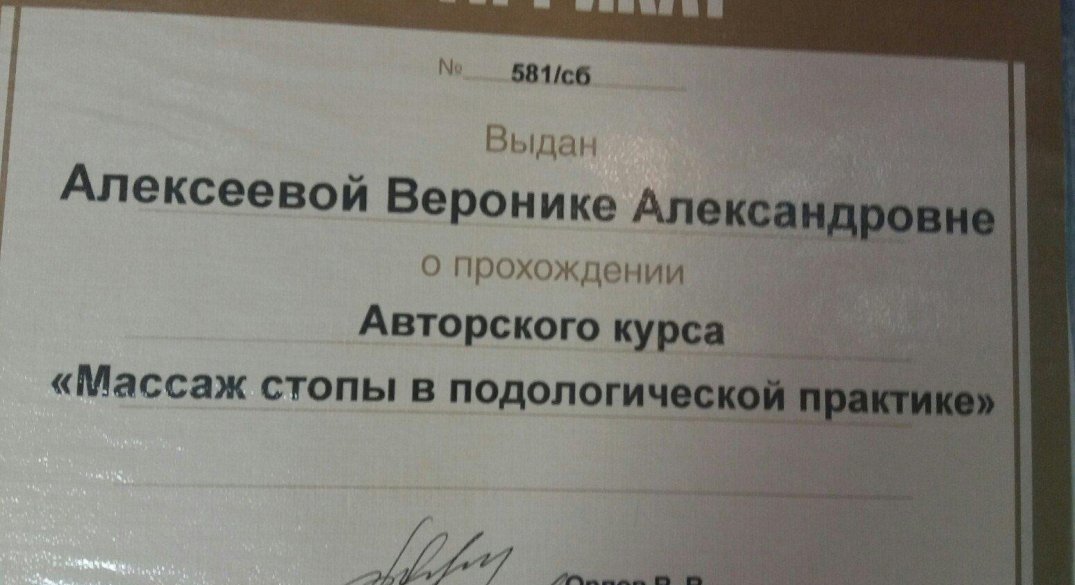 № 581/сб
Выдан
Алексеевой Веронике Александровне
о прохождении
Авторского курса
«Массаж стопы в подологической практике»